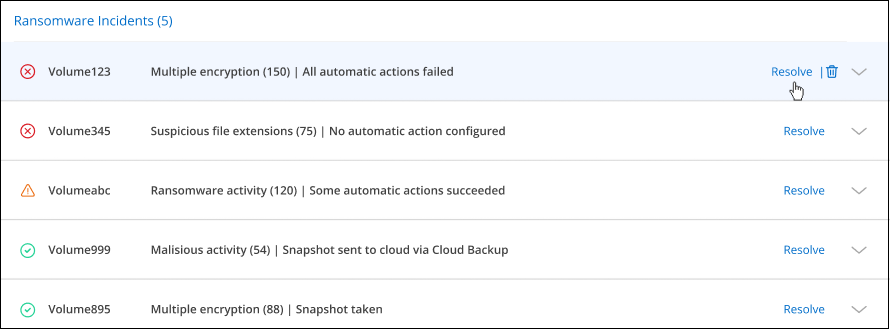 Ransomware Incidents (5)
Volume123 Multiple encryption (150) | All automatic actions failed Resolve |
Volume345 Suspicious file extensions (75) | No automatic action configured Resolve
Volumeabc Ransomware activity (120) | Some automatic actions succeeded Resolve
Volume999 Malisious activity (54) | Snapshot sent to cloud via Cloud Backup Resolve
Volume895 Multiple encryption (88) | Snapshot taken Resolve